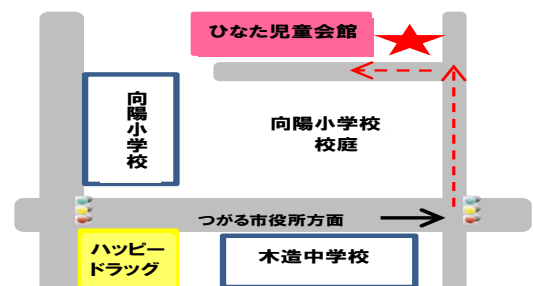 ひなた児童会館
向陽小学校
向陽小学校
校庭
つがる市役所方面
ハッピー
ドラッグ
木造中学校